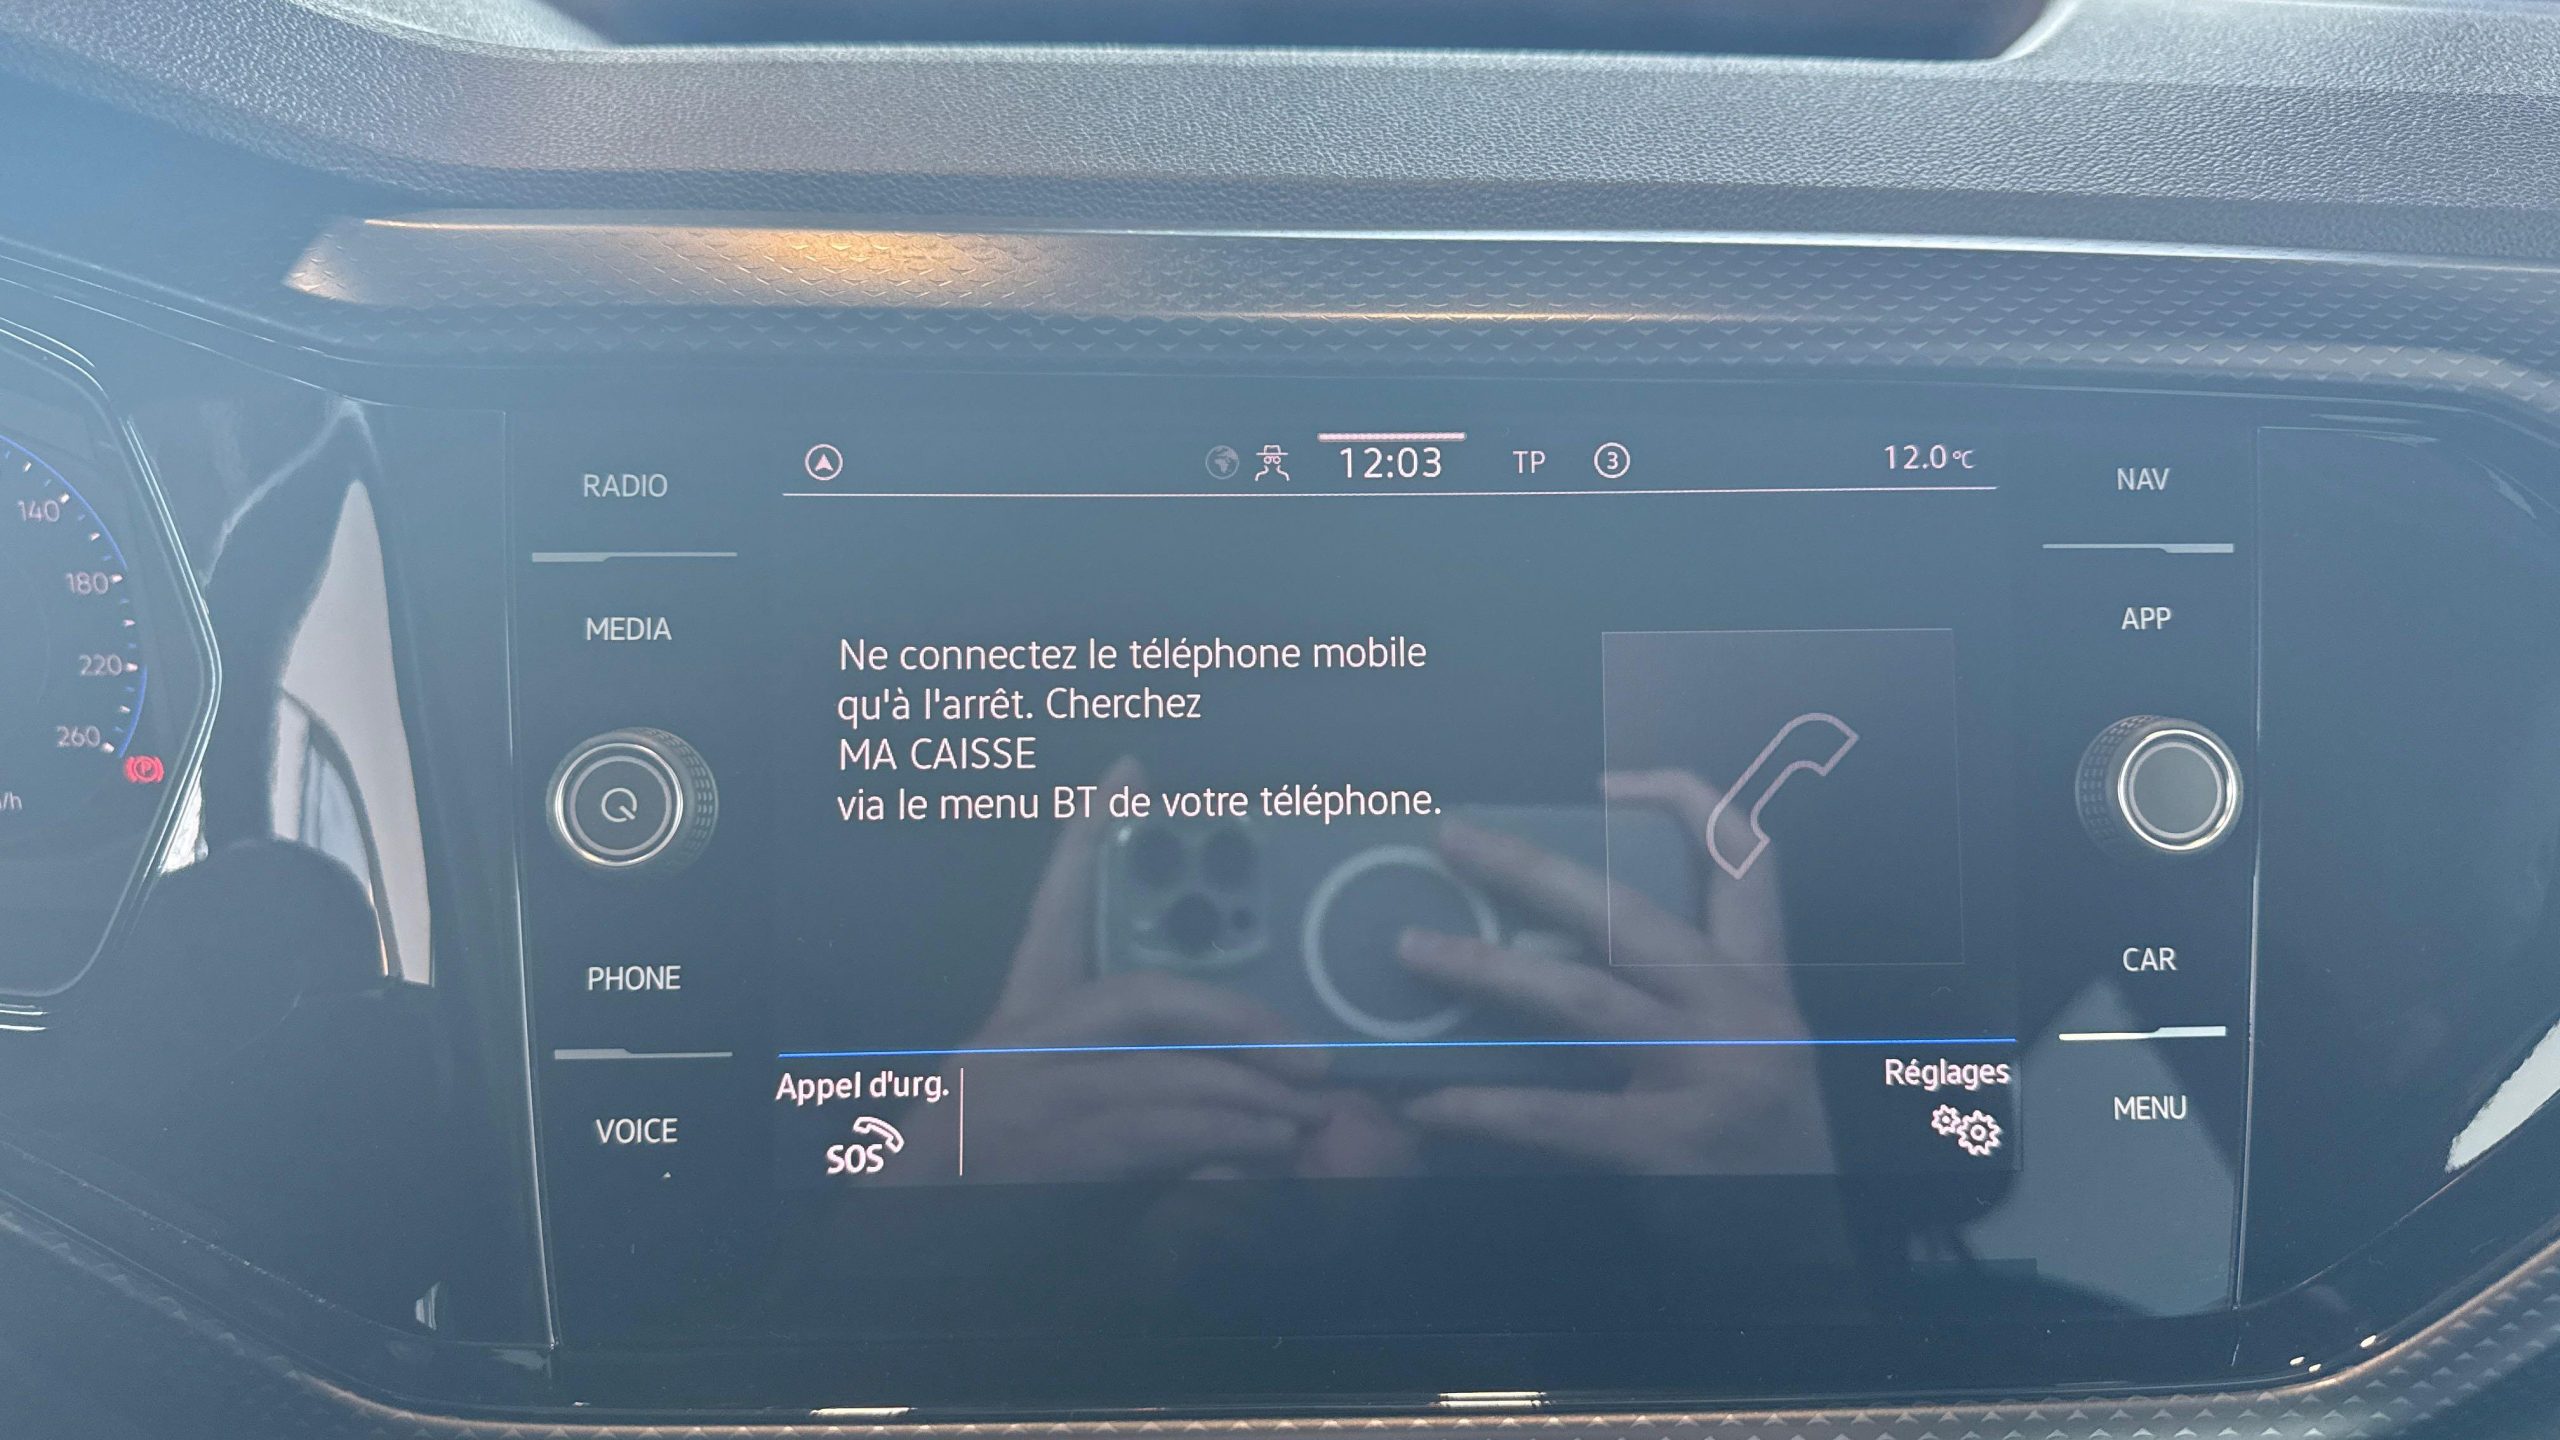 12:03
TP
3
12.0°C
RADIO
MEDIA
PHONE
VOICE
Ne connectez le téléphone mobile
qu'à l'arrêt. Cherchez
MA CAISSE
via le menu BT de votre téléphone.
Appel d'urg.
SOS
Réglages
NAV
APP
CAR
MENU
140
180
220
260
P
/h